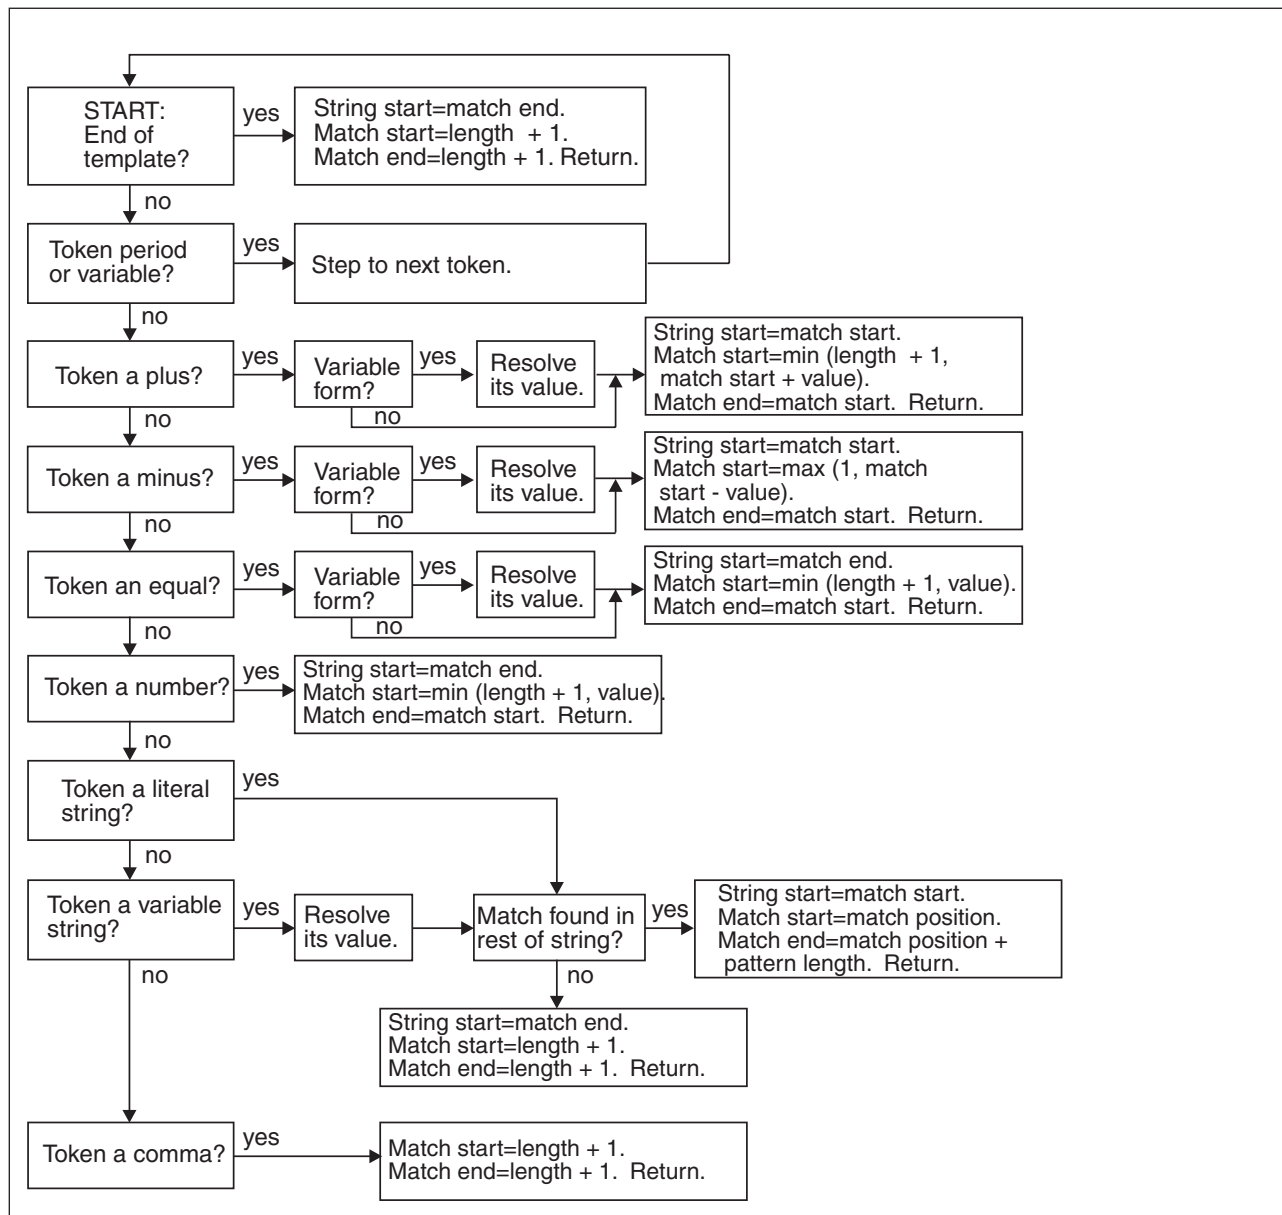 START:
End of
template?
yes
String start=match end.
Match start=length + 1.
Match end=length + 1. Return.
no
Token period
or variable?
yes
Step to next token.
no
Token a plus?
yes
Variable
form?
yes
no
Resolve
its value.
String start=match start.
Match start=min (length + 1,
match start + value).
Match end=match start. Return.
no
Token a minus?
yes
Variable
form?
yes
no
Resolve
its value.
String start=match start.
Match start=max (1, match
start - value).
Match end=match start. Return.
no
Token an equal?
yes
Variable
form?
yes
no
Resolve
its value.
String start=match end.
Match start=min (length + 1, value).
Match end=match start. Return.
no
Token a number?
yes
String start=match end.
Match start=min (length + 1, value).
Match end=match start. Return.
no
Token a literal
string?
yes
no
Token a variable
string?
yes
Resolve
its value.
Match found in
rest of string?
yes
String start=match start.
Match start=match position.
Match end=match position +
pattern length. Return.
no
no
String start=match end.
Match start=length + 1.
Match end=length + 1. Return.
Token a comma?
yes
Match start=length + 1.
Match end=length + 1. Return.